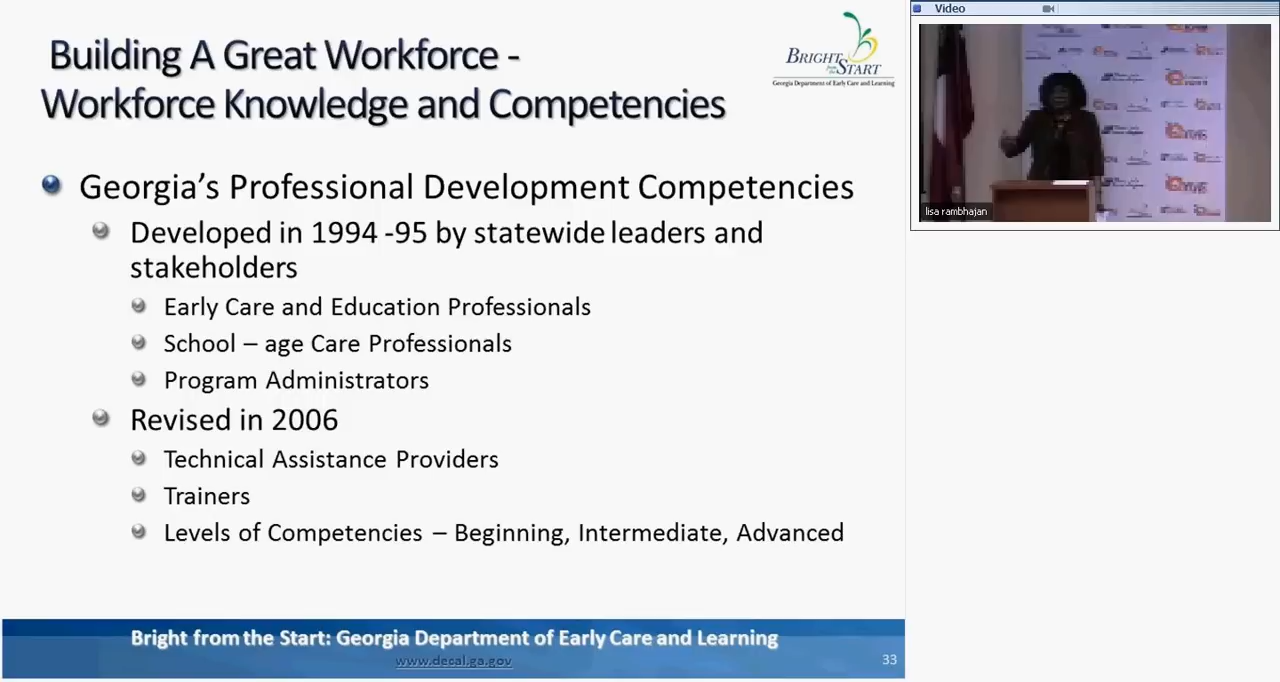 Building A Great Workforce -
Workforce Knowledge and Competencies
BRIGHT
from the
START
Georgia Department of Early Care and Learning
Georgia's Professional Development Competencies
Developed in 1994 -95 by statewide leaders and
stakeholders
Early Care and Education Professionals
School – age Care Professionals
Program Administrators
Revised in 2006
Technical Assistance Providers
Trainers
Levels of Competencies – Beginning, Intermediate, Advanced
Bright from the Start: Georgia Department of Early Care and Learning
www.decal.ga.gov
33
Video
lisa rambhajan